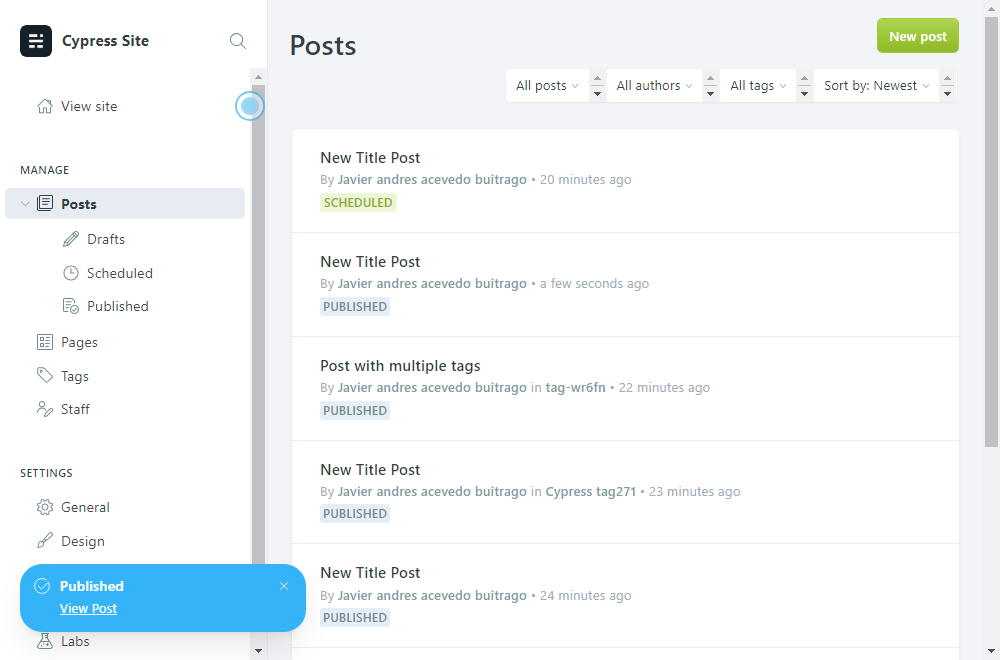 Cypress Site
View site
MANAGE
Posts
Drafts
Scheduled
Published
Pages
Tags
Staff
SETTINGS
General
Design
Published
View Post
Labs
Posts
New post
All posts
All authors
All tags
Sort by: Newest
New Title Post
By Javier andres acevedo buitrago • 20 minutes ago
SCHEDULED
New Title Post
By Javier andres acevedo buitrago • a few seconds ago
PUBLISHED
Post with multiple tags
By Javier andres acevedo buitrago in tag-wr6fn • 22 minutes ago
PUBLISHED
New Title Post
By Javier andres acevedo buitrago in Cypress tag271 • 23 minutes ago
PUBLISHED
New Title Post
By Javier andres acevedo buitrago • 24 minutes ago
PUBLISHED